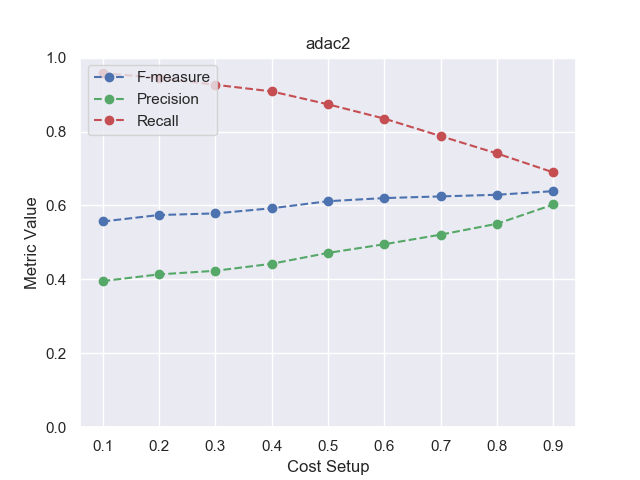 adac2
1.0
0.8
0.6
0.4
0.2
0.0
Metric Value
F-measure
Precision
Recall
0.1 0.2 0.3 0.4 0.5 0.6 0.7 0.8 0.9
Cost Setup